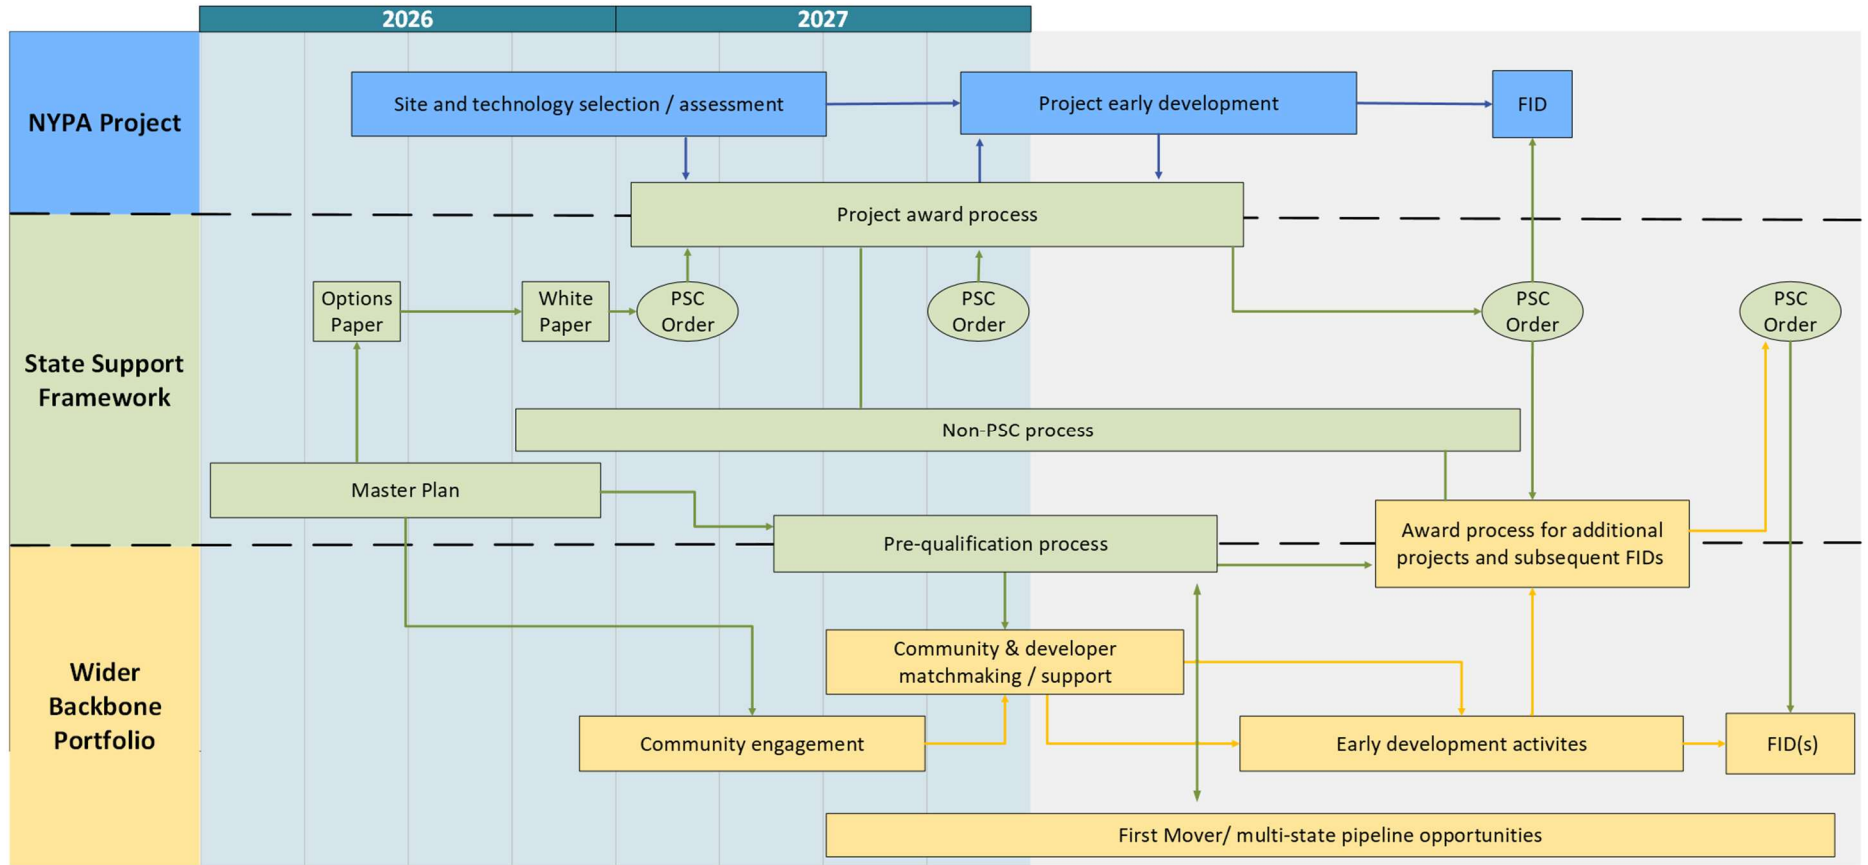 2026
2027
NYPA Project
Site and technology selection / assessment
Project early development
FID
Project award process
State Support
Framework
Options
Paper
White
Paper
PSC
Order
PSC
Order
PSC
Order
PSC
Order
Non-PSC process
Master Plan
Pre-qualification process
Award process for additional
projects and subsequent FIDs
Wider
Backbone
Portfolio
Community & developer
matchmaking / support
Community engagement
Early development activites
FID(s)
First Mover/ multi-state pipeline opportunities